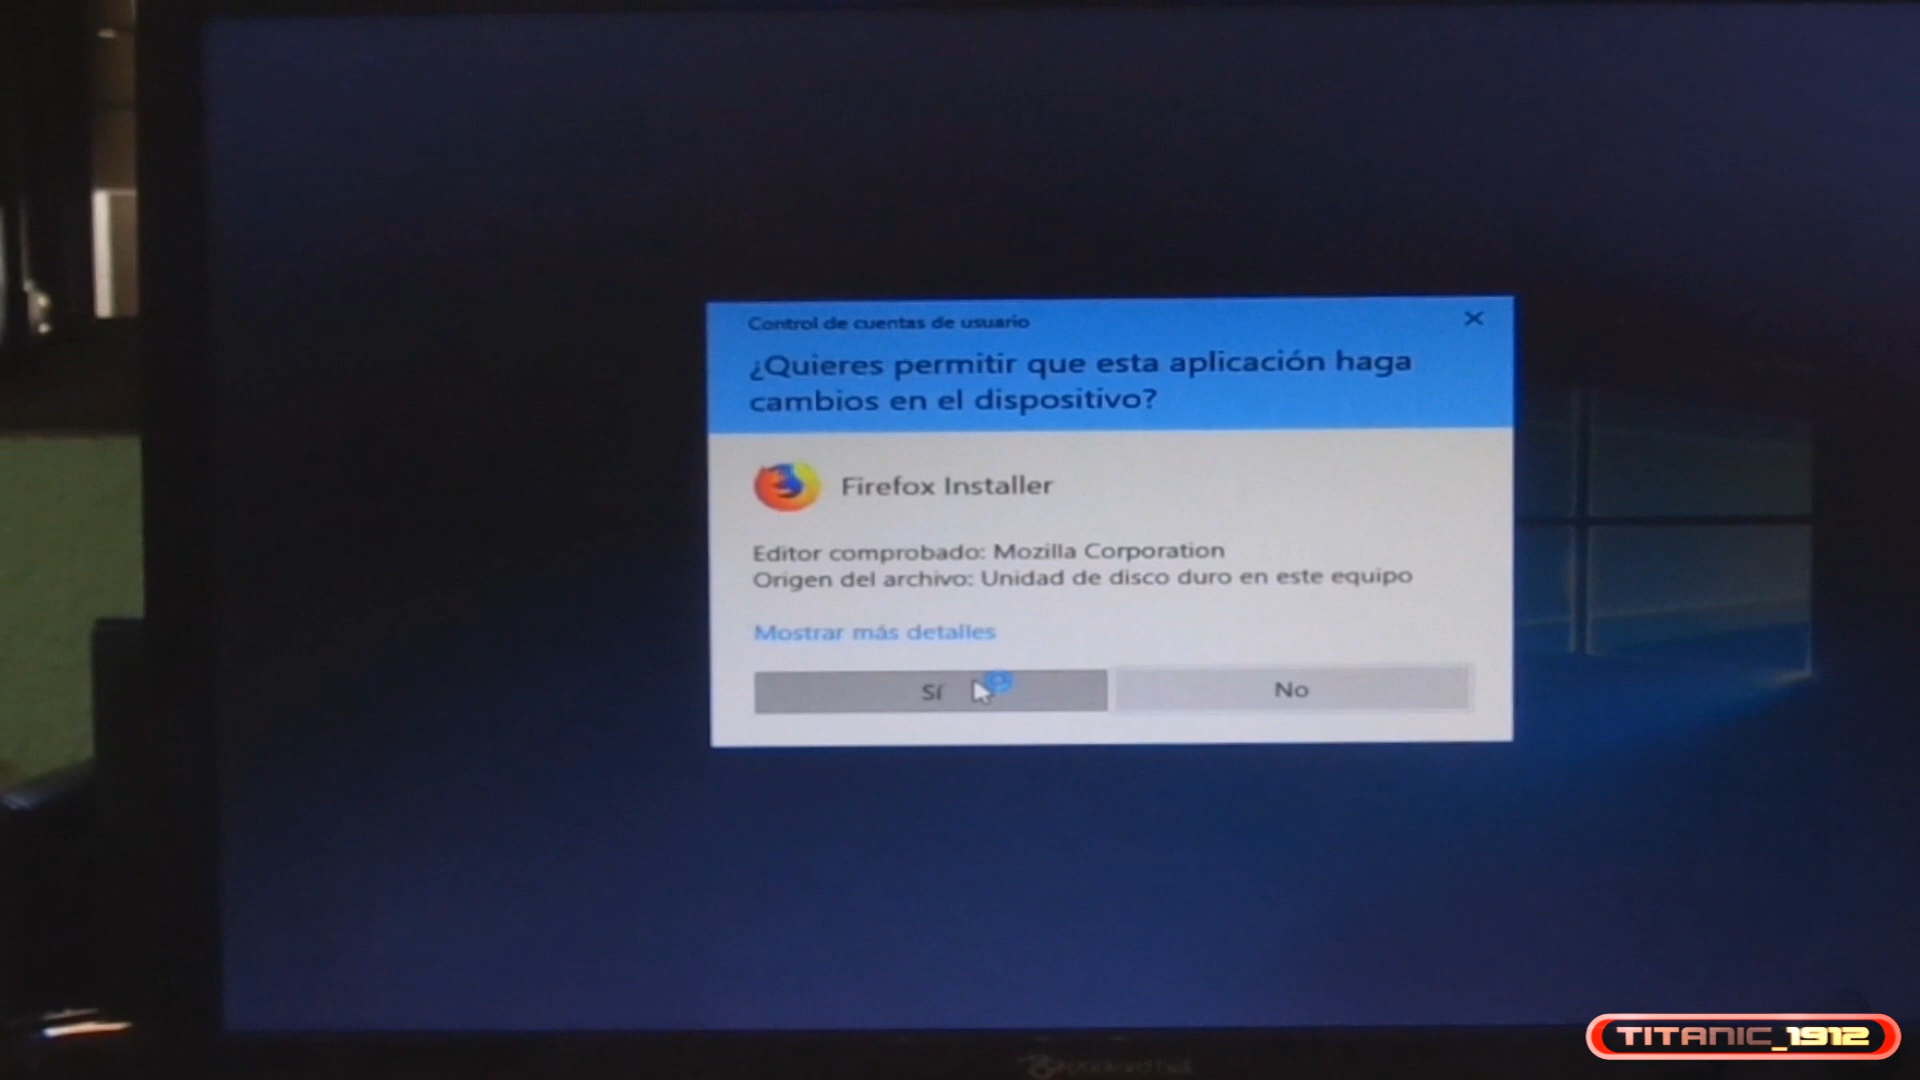 Control de cuentas de usuario
¿Quieres permitir que esta aplicación haga
cambios en el dispositivo?
Firefox Installer
Editor comprobado: Mozilla Corporation
Origen del archivo: Unidad de disco duro en este equipo
Mostrar más detalles
Sí
No
TITANIC_1912